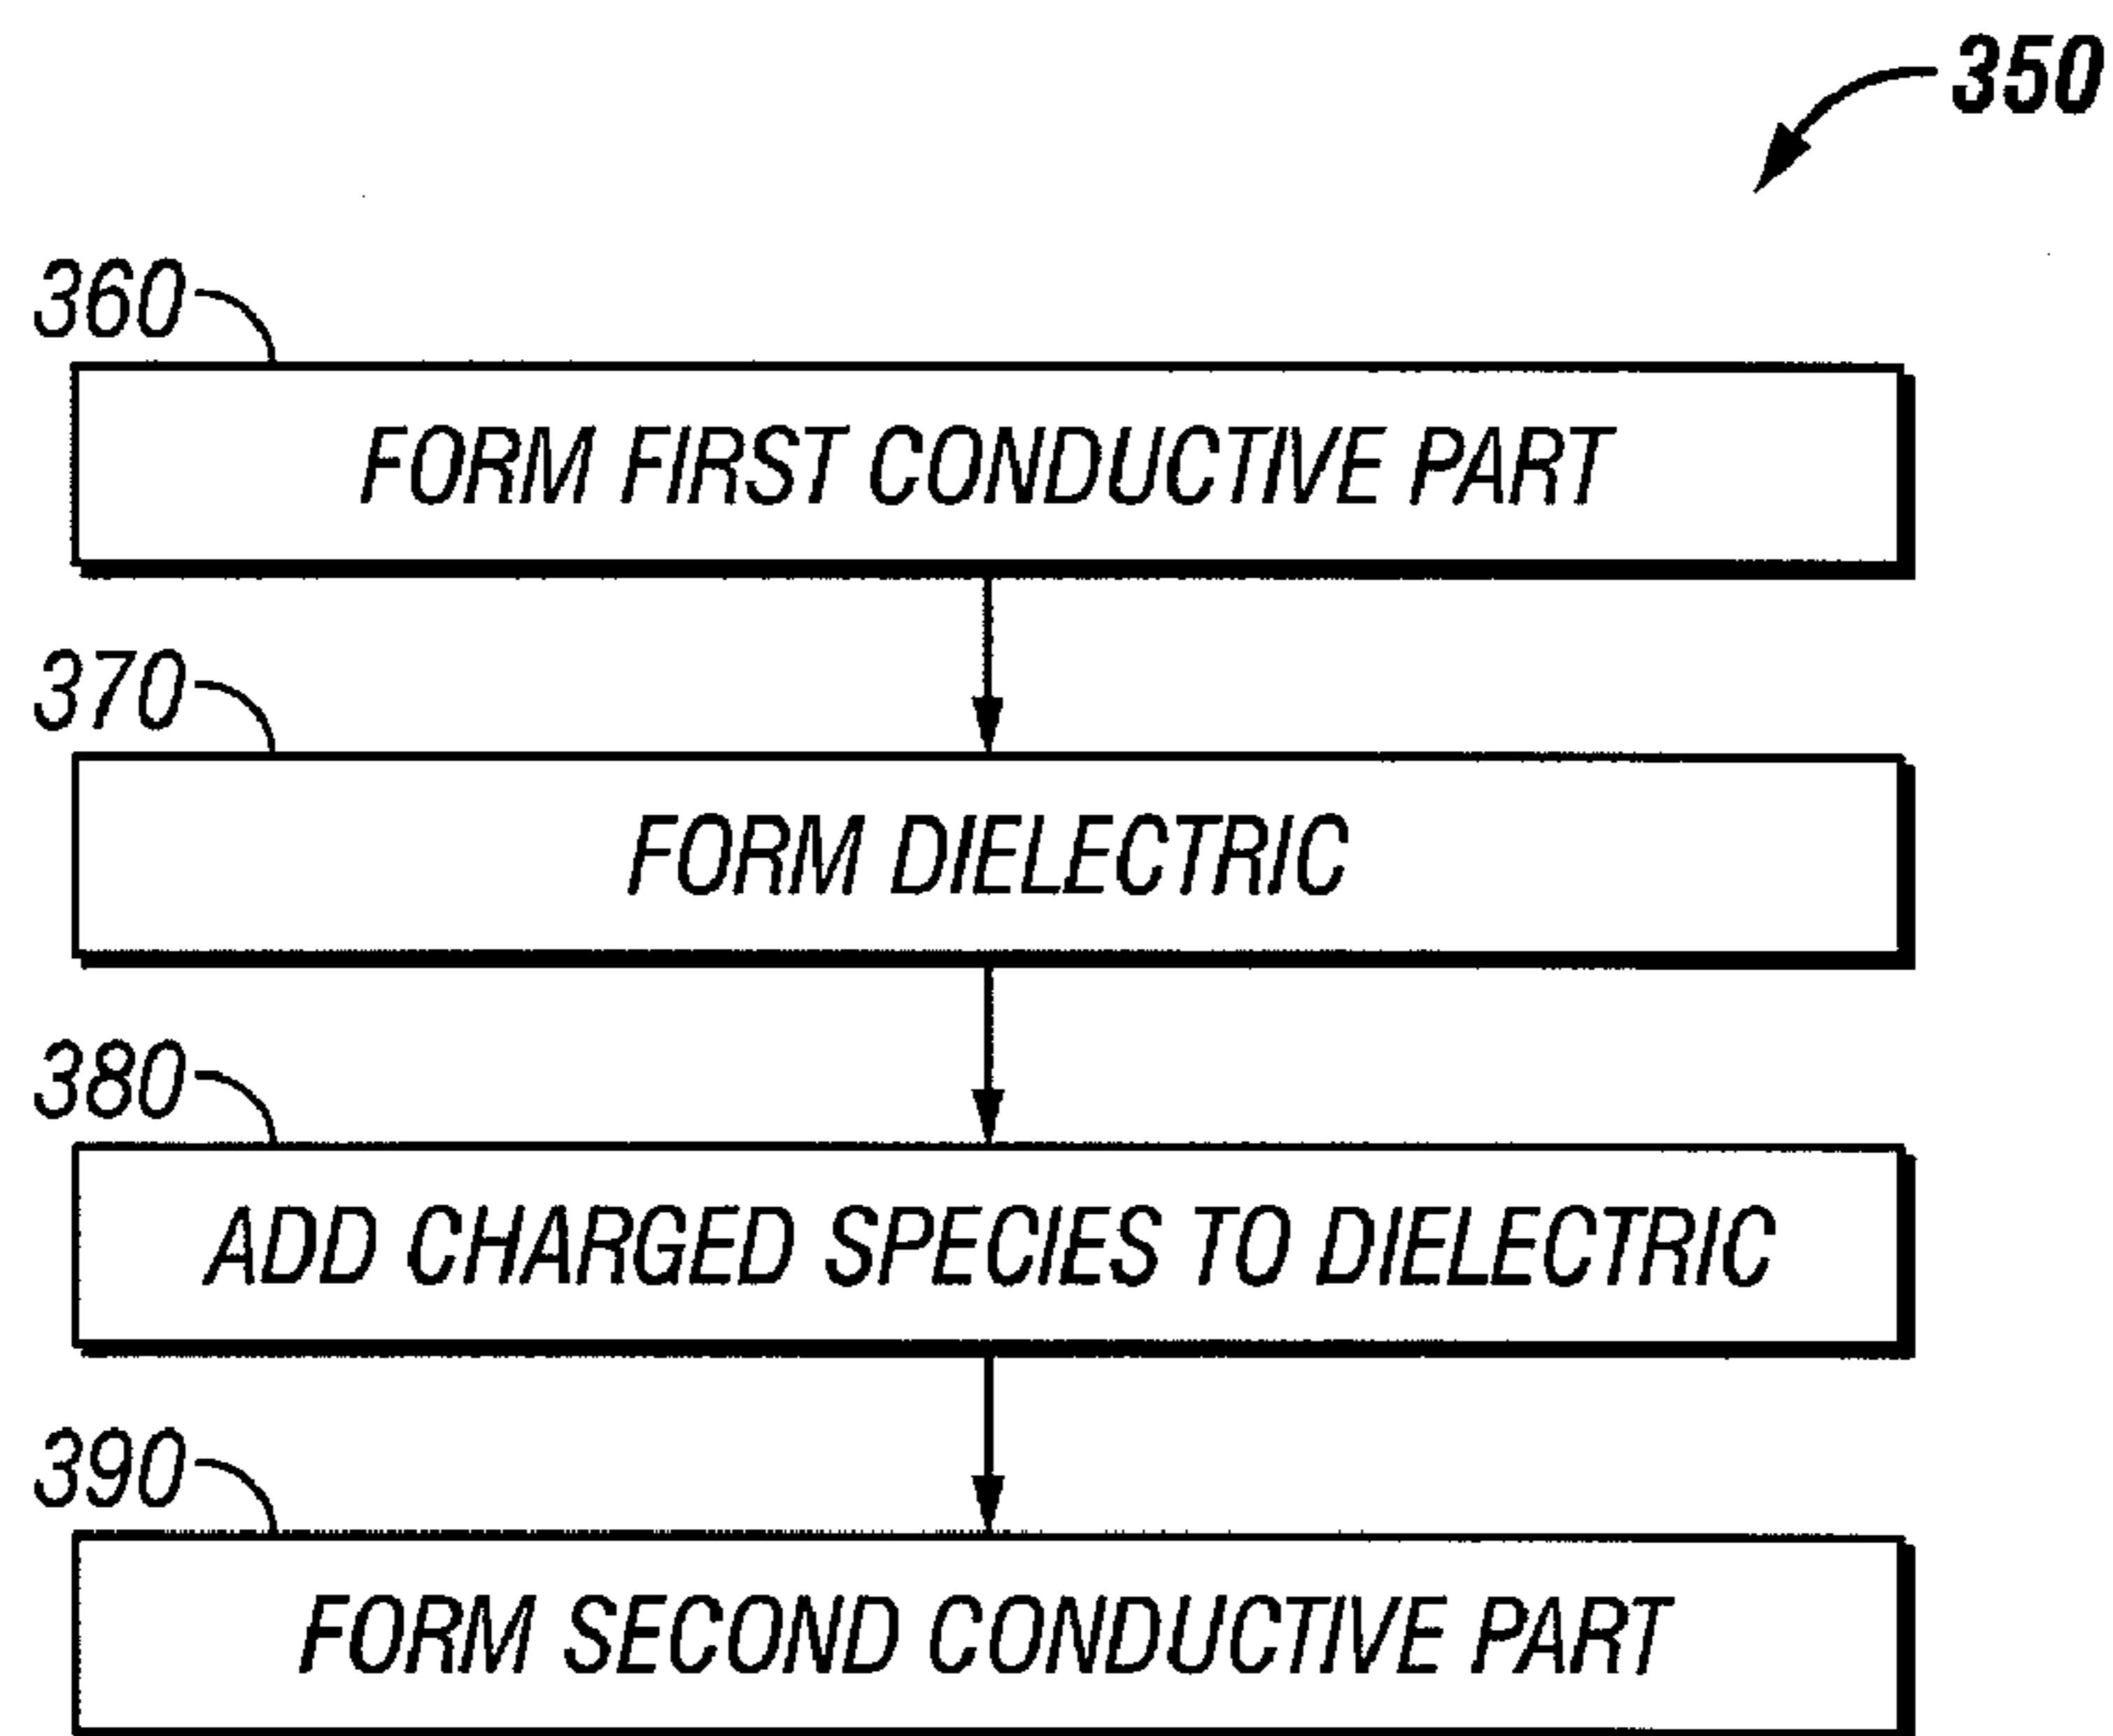 350
360
FORM FIRST CONDUCTIVE PART
370
FORM DIELECTRIC
380
ADD CHARGED SPECIES TO DIELECTRIC
390
FORM SECOND CONDUCTIVE PART